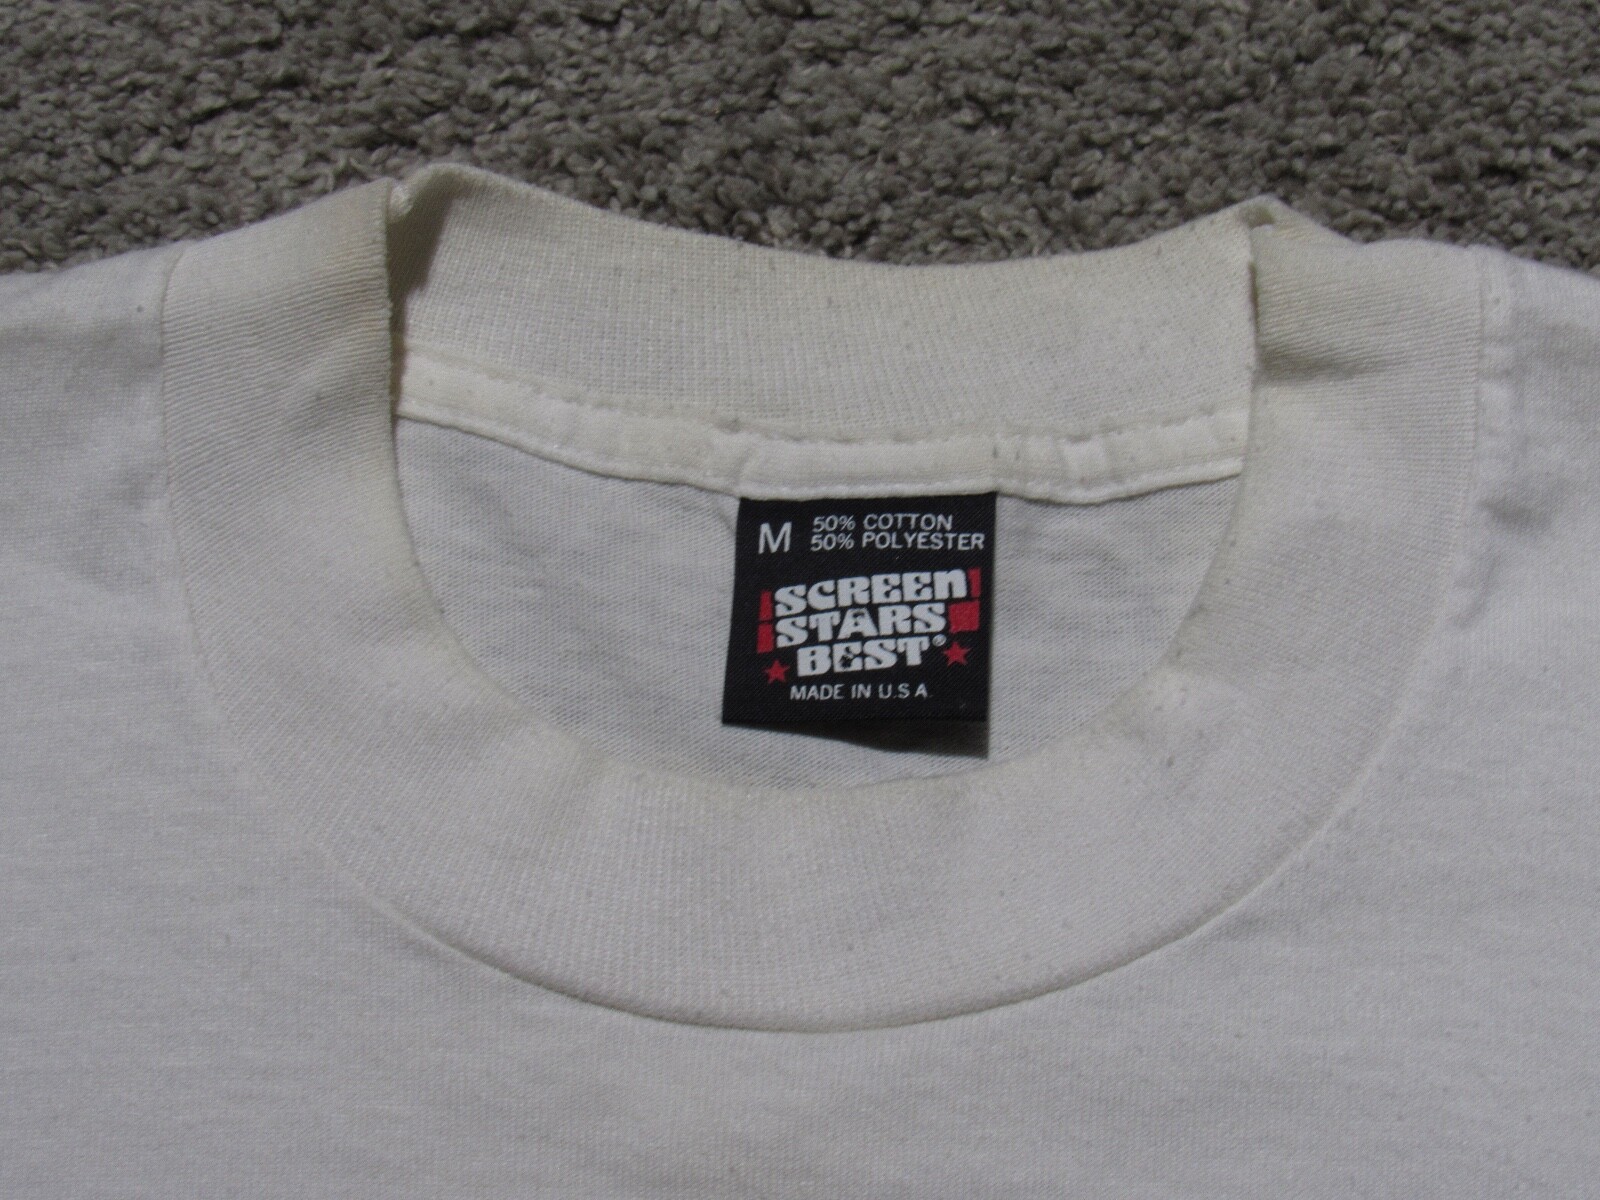 M 50% COTTON
50% POLYESTER
SCREEN
STARS
BEST®
MADE IN U.S.A.